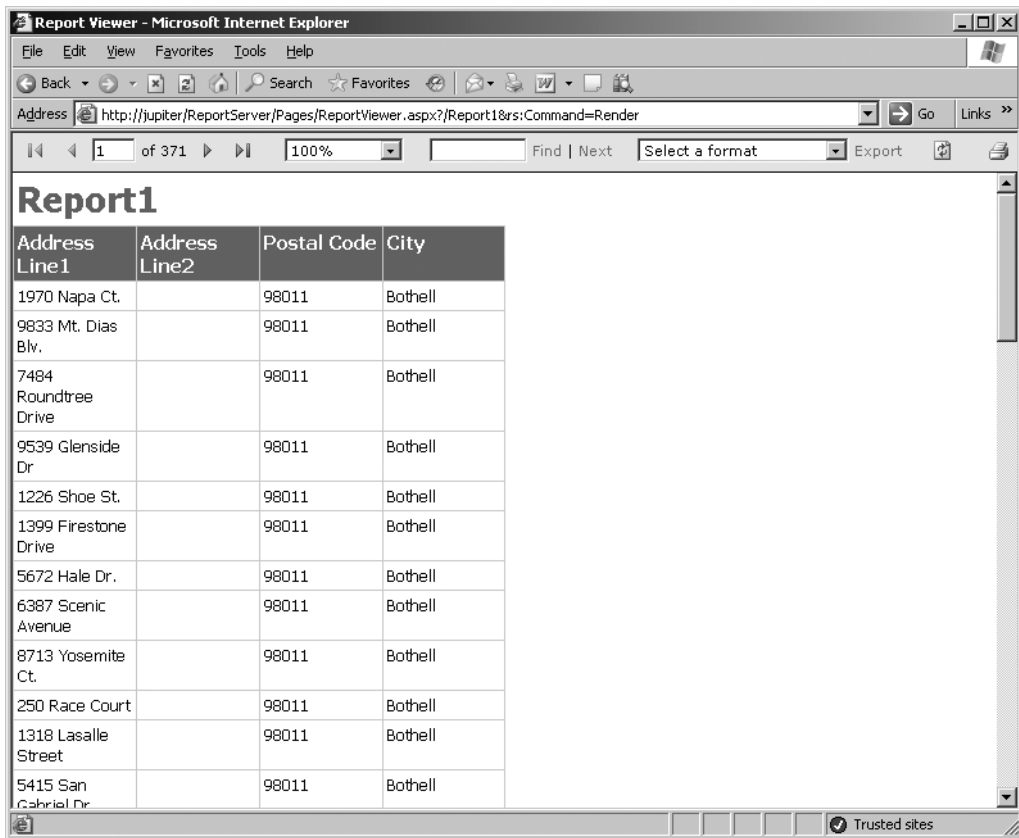 Report Viewer - Microsoft Internet Explorer
File Edit View Favorites Tools Help
Back Search Favorites
Address http://jupiter/ReportServer/Pages/ReportViewer.aspx?/Report1&rs:Command=Render Go Links »
1 of 371 100% Find | Next Select a format Export
Report1
Address Address Postal Code City
Line1 Line2
1970 Napa Ct. 98011 Bothell
9833 Mt. Dias 98011 Bothell
Blv.
7484 98011 Bothell
Roundtree
Drive
9539 Glenside 98011 Bothell
Dr
1226 Shoe St. 98011 Bothell
1399 Firestone 98011 Bothell
Drive
5672 Hale Dr. 98011 Bothell
6387 Scenic 98011 Bothell
Avenue
8713 Yosemite 98011 Bothell
Ct.
250 Race Court 98011 Bothell
1318 Lasalle 98011 Bothell
Street
5415 San 98011 Bothell
Gabriel Dr
Trusted sites